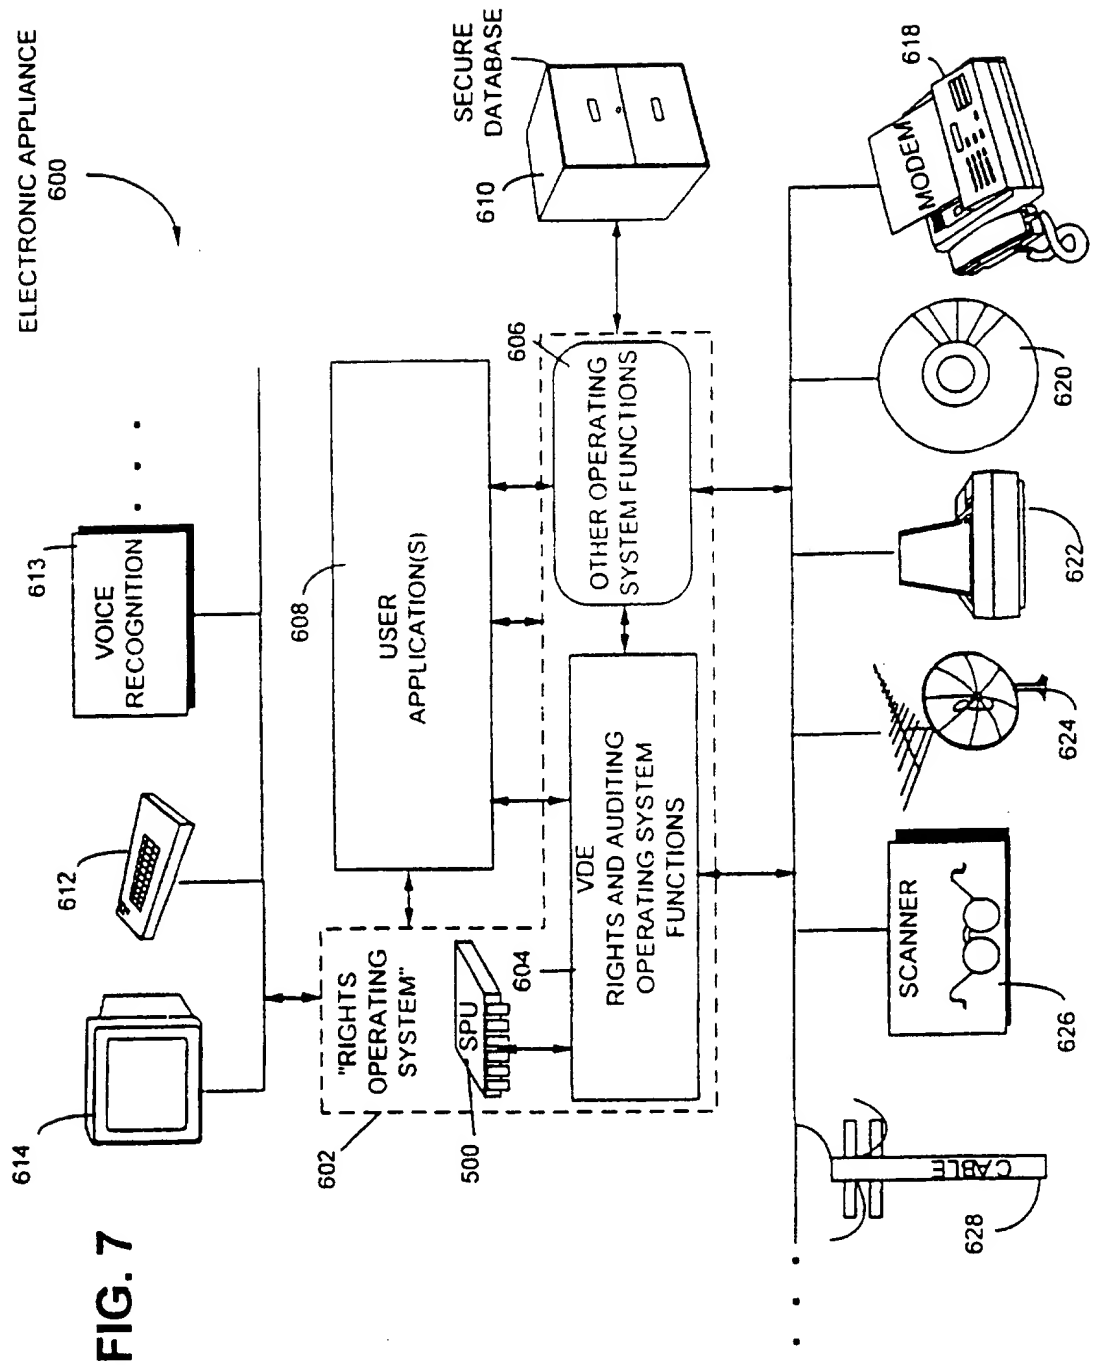 FIG. 7
ELECTRONIC APPLIANCE
600
614
612
613
VOICE
RECOGNITION
608
USER
APPLICATION(S)
602
"RIGHTS
OPERATING
SYSTEM"
500
SPU
604
VDE
RIGHTS AND AUDITING
OPERATING SYSTEM
FUNCTIONS
606
OTHER OPERATING
SYSTEM FUNCTIONS
610
SECURE
DATABASE
628
CABLE
626
SCANNER
624
622
620
618
MODEM